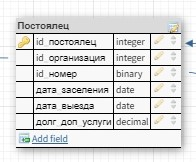 Постоялец
id_постоялец integer
id_организация integer
id_номер binary
дата_заселения date
дата_выезда date
долг_доп_услуги decimal
Add field